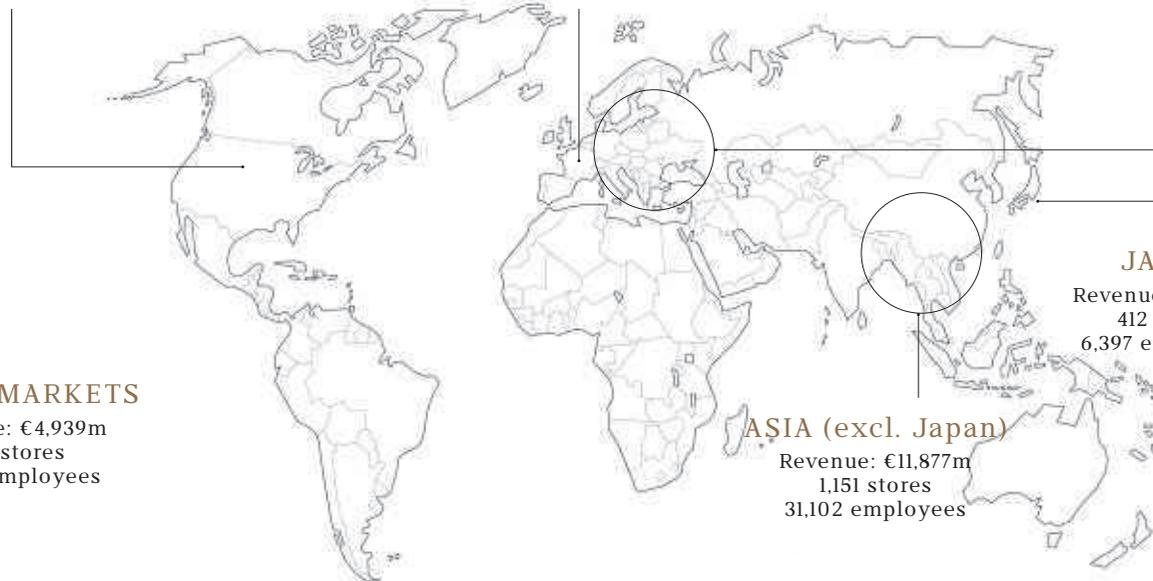 JA
Revenue
412
6,397 e
MARKETS
e: €4,939m
stores
mployees
ASIA (excl. Japan)
Revenue: €11,877m
1,151 stores
31,102 employees